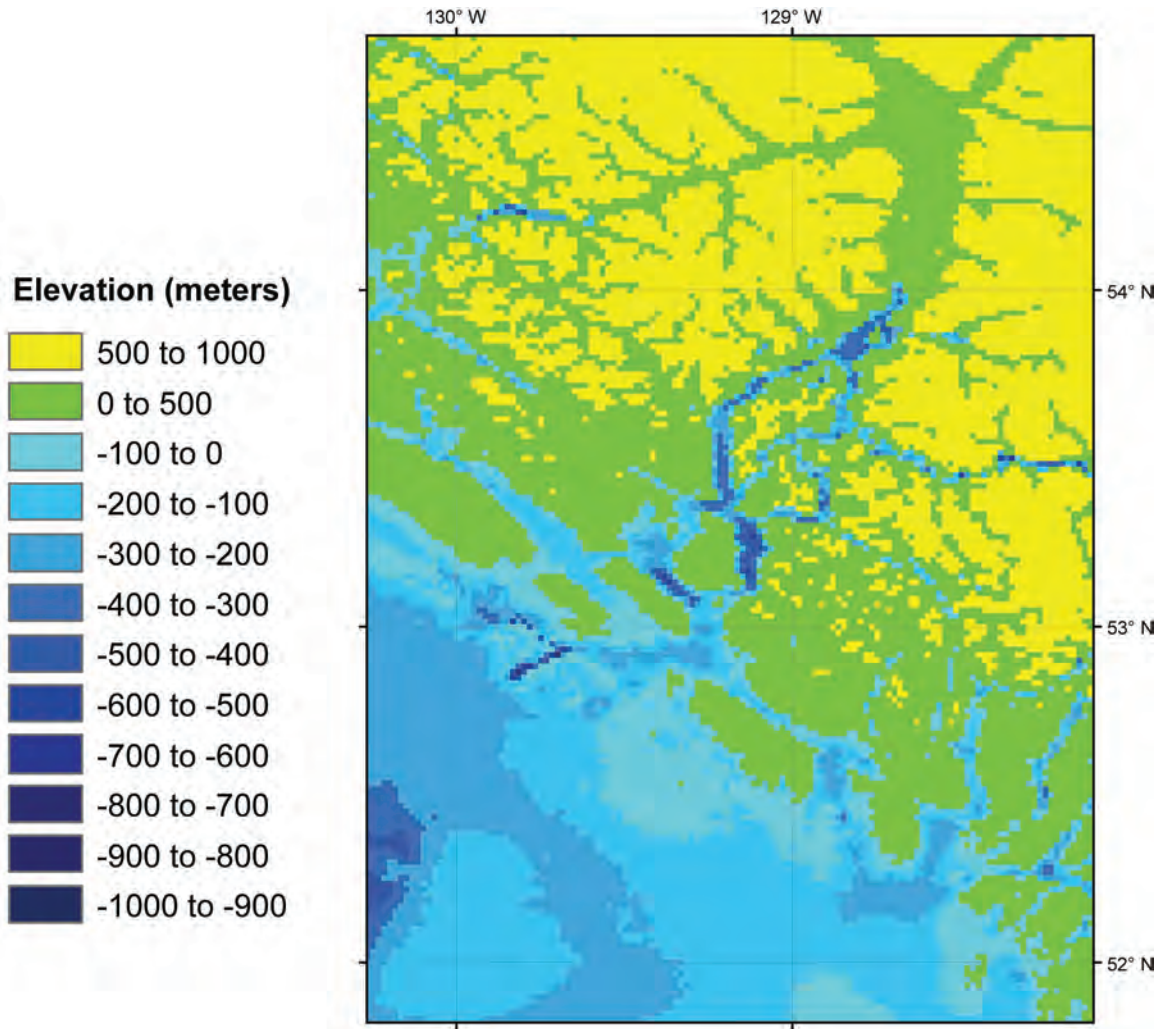 130° W
129° W
Elevation (meters)
500 to 1000
0 to 500
-100 to 0
-200 to -100
-300 to -200
-400 to -300
-500 to -400
-600 to -500
-700 to -600
-800 to -700
-900 to -800
-1000 to -900
54° N
53° N
52° N